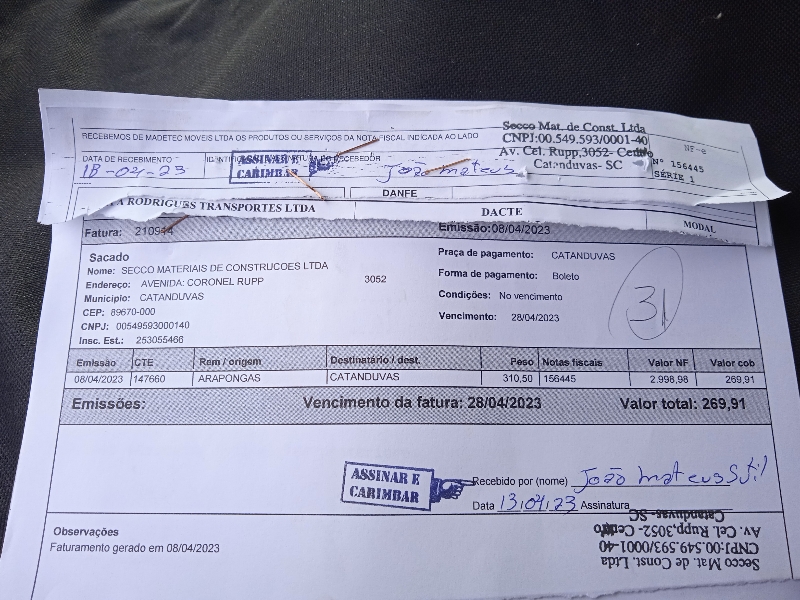 RECEBEMOS DE MADETEC MOVEIS LTDA OS PRODUTOS OU SERVIÇOS DA NOTA FISCAL INDICADA AO LADO
DATA DE RECEBIMENTO
18-04-23
ASSINAR E
CARIMBAR
RECEBEDOR
João mateus
Secco Mat. de Const. Ltda
CNPJ:00.549.593/0001-40
Av. Cel. Rupp,3052- Centro
Catanduvas- SC
NF-e
Nº 156445
SÉRIE 1
DANFE
RODRIGUES TRANSPORTES LTDA
DACTE
MODAL
Fatura: 210944
Emissão:08/04/2023
Sacado
Nome: SECCO MATERIAIS DE CONSTRUCOES LTDA
Endereço: AVENIDA: CORONEL RUPP 3052
Município: CATANDUVAS
CEP: 89670-000
CNPJ: 00549593000140
Insc. Est.: 253055466
Praça de pagamento: CATANDUVAS
Forma de pagamento: Boleto
Condições: No vencimento
Vencimento: 28/04/2023
31
Emissão CTE Rem / origem Destinatário / dest. Peso Notas fiscais Valor NF Valor cob
08/04/2023 147660 ARAPONGAS CATANDUVAS 310,50 156445 2.998,98 269,91
Emissões: Vencimento da fatura: 28/04/2023 Valor total: 269,91
ASSINAR E
CARIMBAR
Recebido por (nome) João mateus Sutil
Data 13,04,23 Assinatura
Secco Mat. de Const. Ltda
CNPJ:00.549.593/0001-40
Av. Cel. Rupp,3052- Centro
Catanduvas- SC
Observações
Faturamento gerado em 08/04/2023